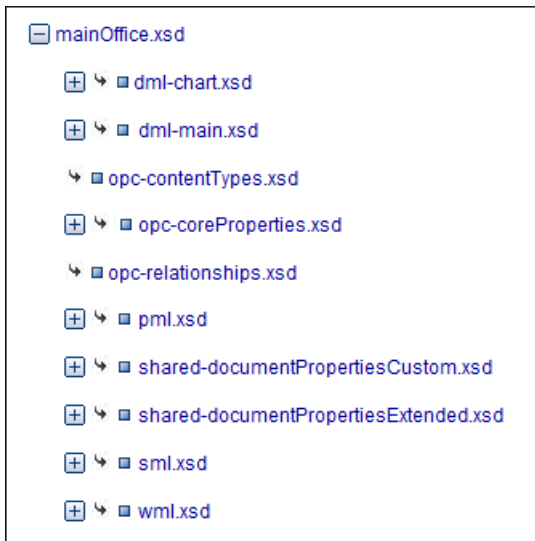 mainOffice.xsd
dml-chart.xsd
dml-main.xsd
opc-contentTypes.xsd
opc-coreProperties.xsd
opc-relationships.xsd
pml.xsd
shared-documentPropertiesCustom.xsd
shared-documentPropertiesExtended.xsd
sml.xsd
wml.xsd